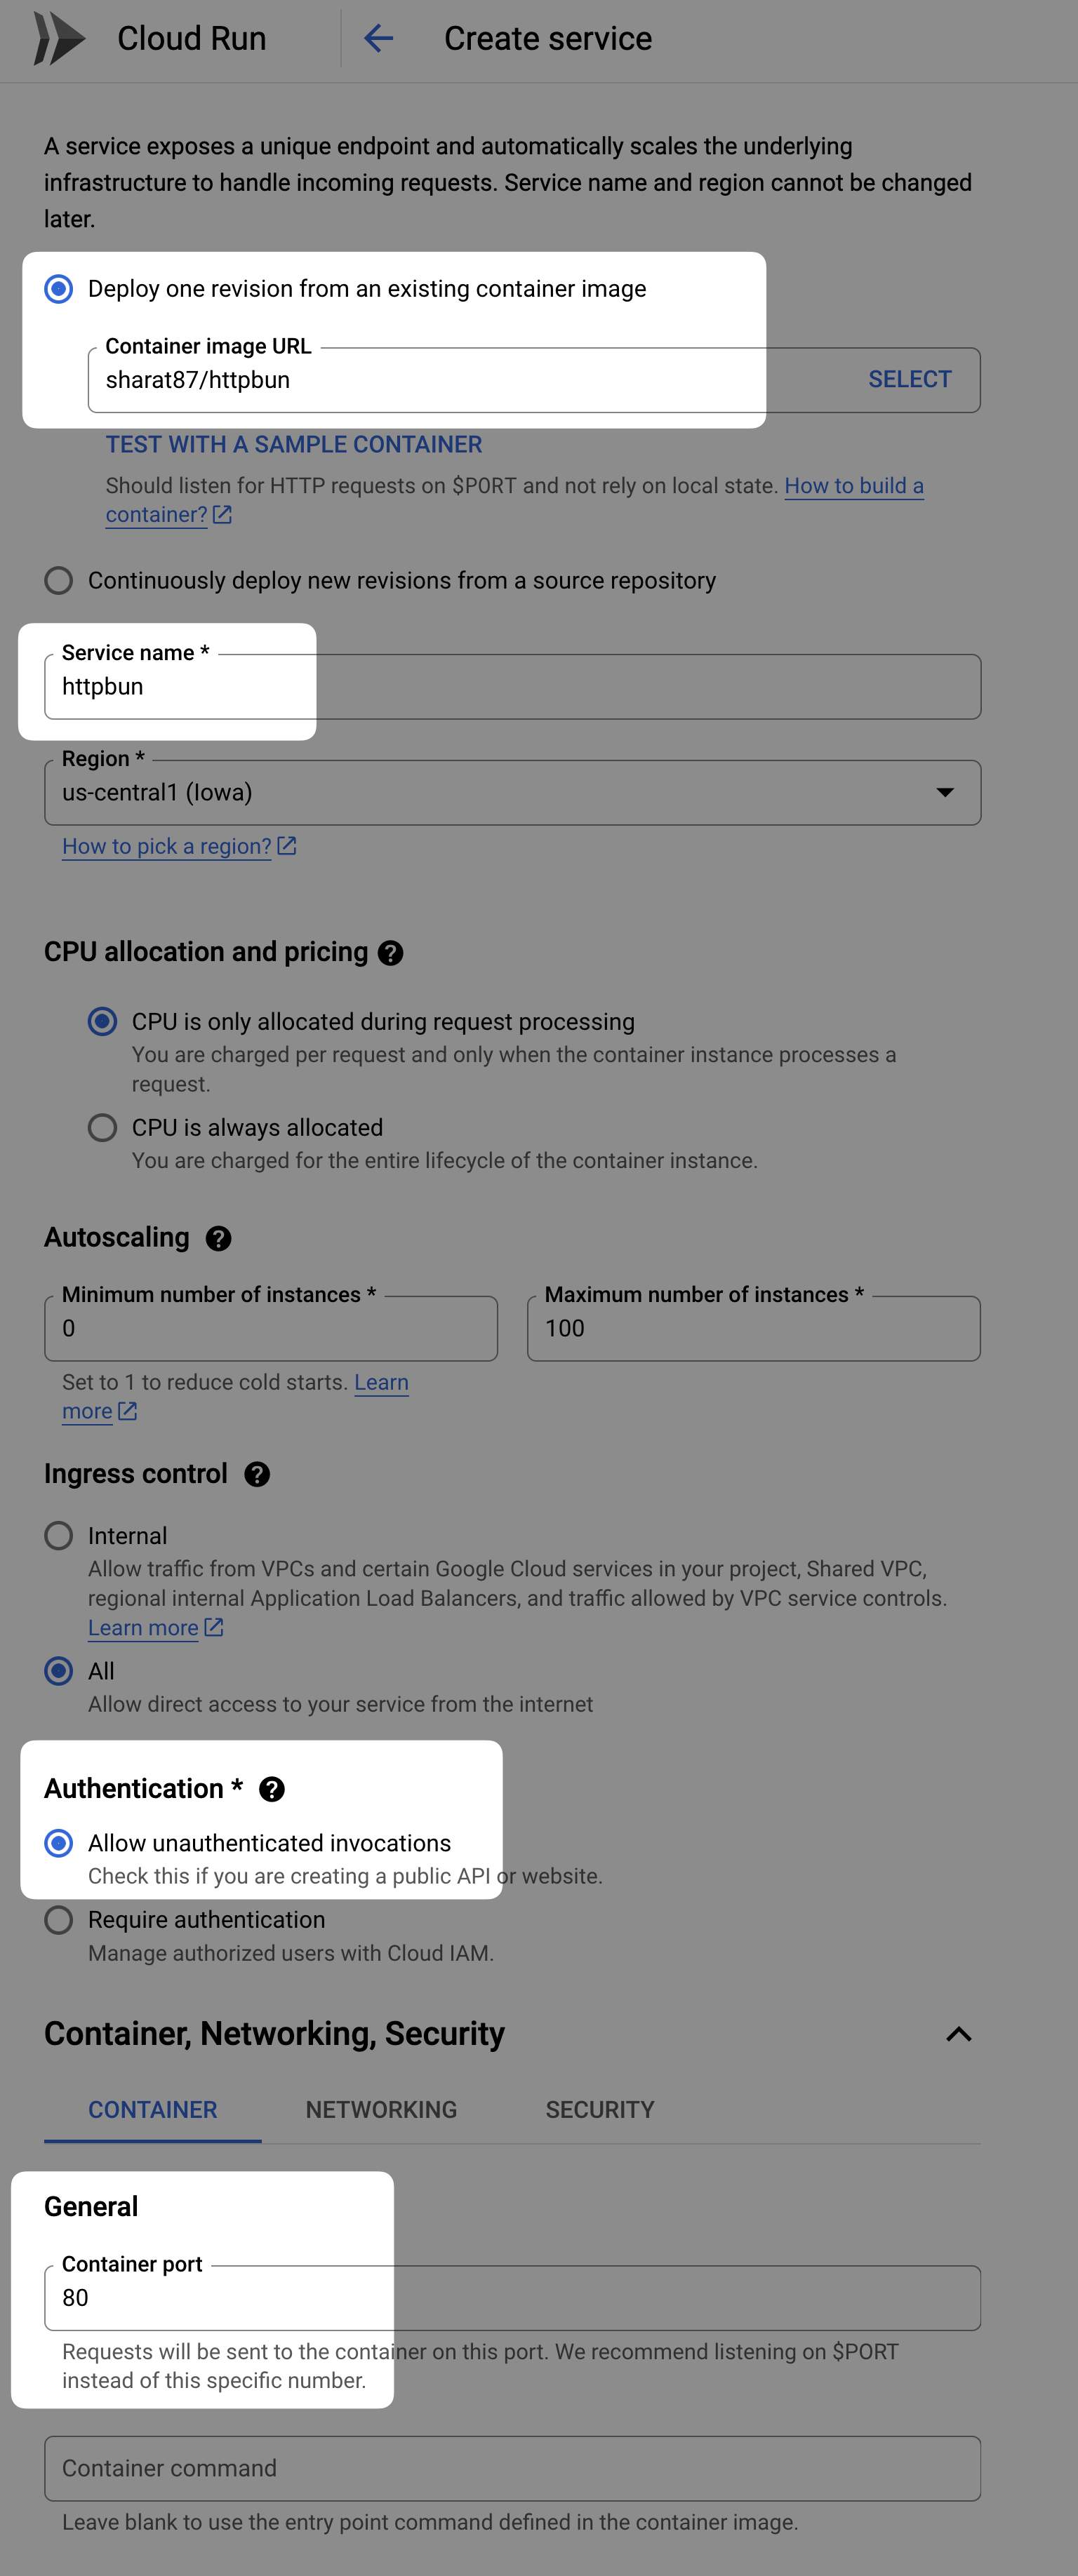 Cloud Run
Create service
A service exposes a unique endpoint and automatically scales the underlying
infrastructure to handle incoming requests. Service name and region cannot be changed
later.
Deploy one revision from an existing container image
Container image URL
sharat87/httpbun
SELECT
TEST WITH A SAMPLE CONTAINER
Should listen for HTTP requests on $PORT and not rely on local state. How to build a
container?
Continuously deploy new revisions from a source repository
Service name *
httpbun
Region *
us-central1 (Iowa)
How to pick a region?
CPU allocation and pricing
CPU is only allocated during request processing
You are charged per request and only when the container instance processes a
request.
CPU is always allocated
You are charged for the entire lifecycle of the container instance.
Autoscaling
Minimum number of instances *
0
Maximum number of instances *
100
Set to 1 to reduce cold starts. Learn
more
Ingress control
Internal
Allow traffic from VPCs and certain Google Cloud services in your project, Shared VPC,
regional internal Application Load Balancers, and traffic allowed by VPC service controls.
Learn more
All
Allow direct access to your service from the internet
Authentication *
Allow unauthenticated invocations
Check this if you are creating a public API or website.
Require authentication
Manage authorized users with Cloud IAM.
Container, Networking, Security
CONTAINER
NETWORKING
SECURITY
General
Container port
80
Requests will be sent to the container on this port. We recommend listening on $PORT
instead of this specific number.
Container command
Leave blank to use the entry point command defined in the container image.